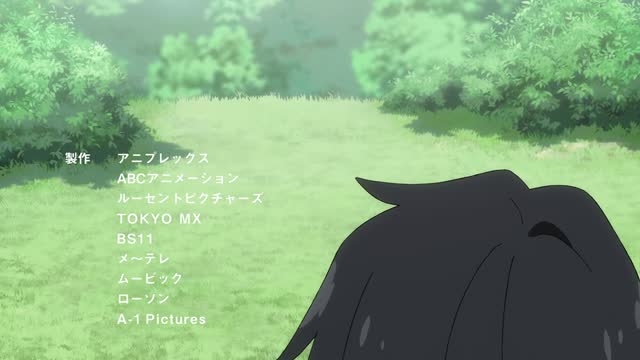 製作 アニプレックス
ABCアニメーション
ルーセントピクチャーズ
TOKYO MX
BS11
メ〜テレ
ムービック
ローソン
A-1 Pictures